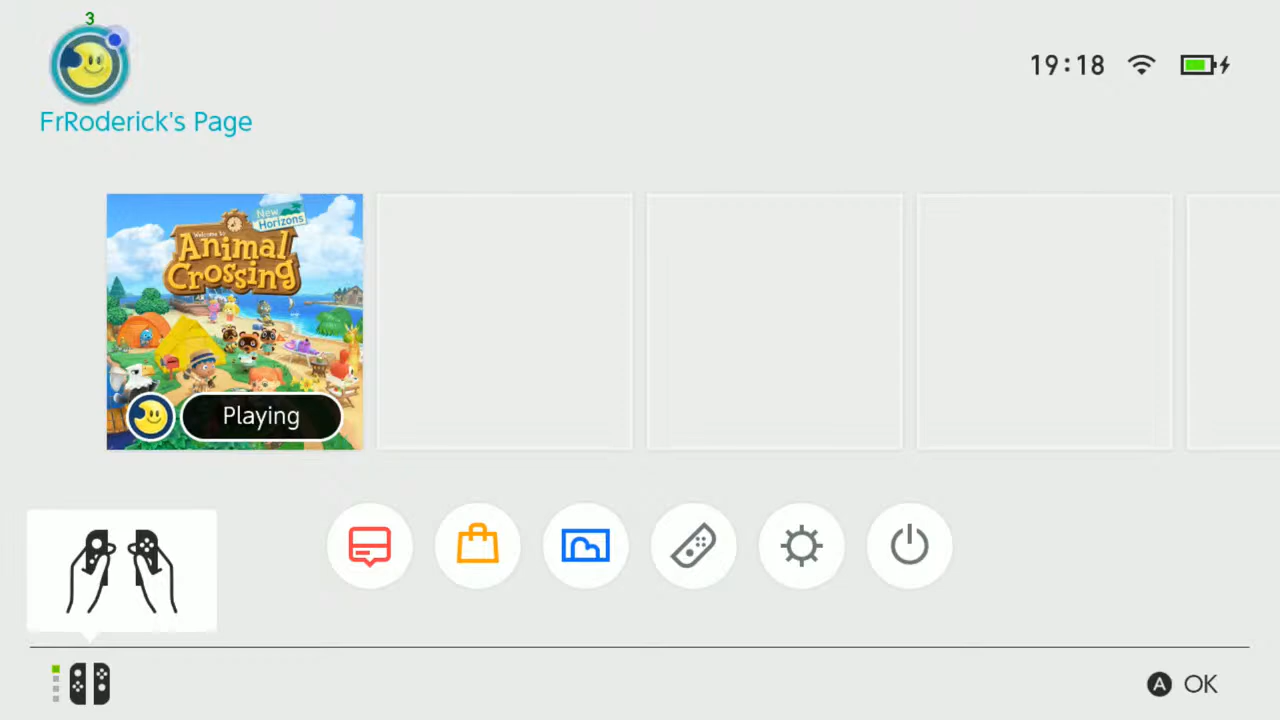 3
FrRoderick's Page
19:18
New
Horizons
Welcome to
Animal
Crossing
Playing
A OK